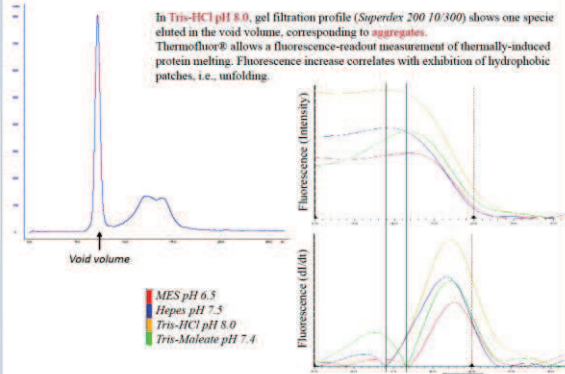 In Tris-HCl pH 8.0, gel filtration profile (Superdex 200 10/300) shows one specie
eluted in the void volume, corresponding to aggregates.
Thermofluor® allows a fluorescence-readout measurement of thermally-induced
protein melting. Fluorescence increase correlates with exhibition of hydrophobic
patches, i.e., unfolding.
Fluorescence (Intensity)
Void volume
MES pH 6.5
Hepes pH 7.5
Tris-HCl pH 8.0
Tris-Maleate pH 7.4
Fluorescence (dI/dt)